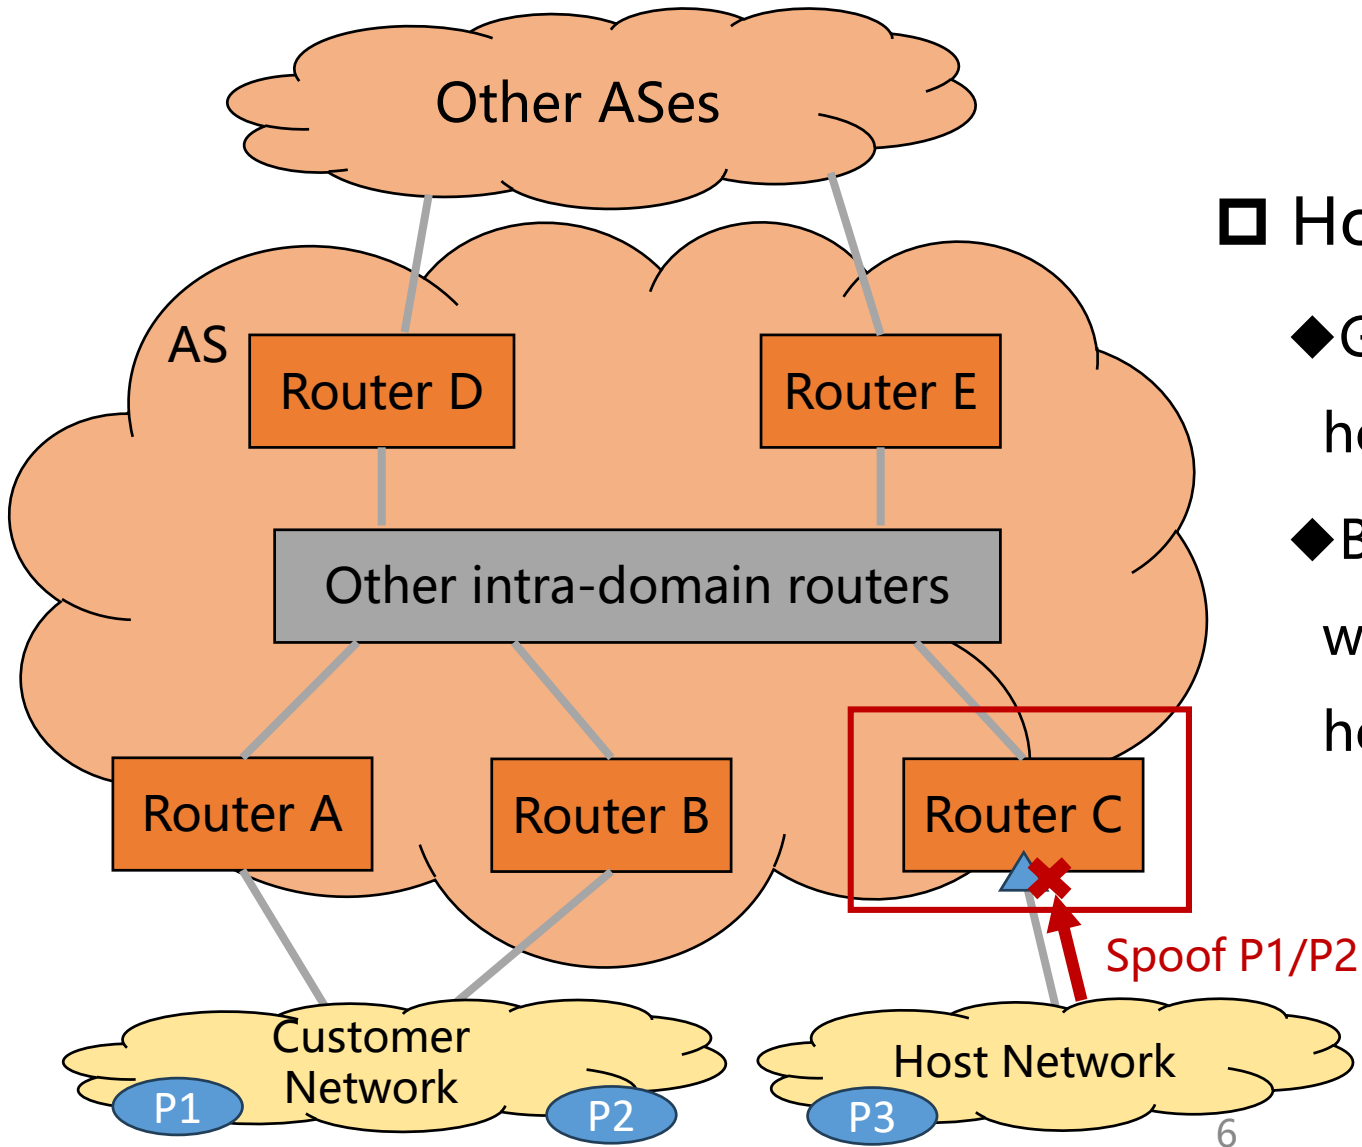 Other ASes
AS
Router D
Router E
Other intra-domain routers
Router A
Router B
Router C
Spoof P1/P2
Customer
Network
P1
P2
Host Network
P3
6